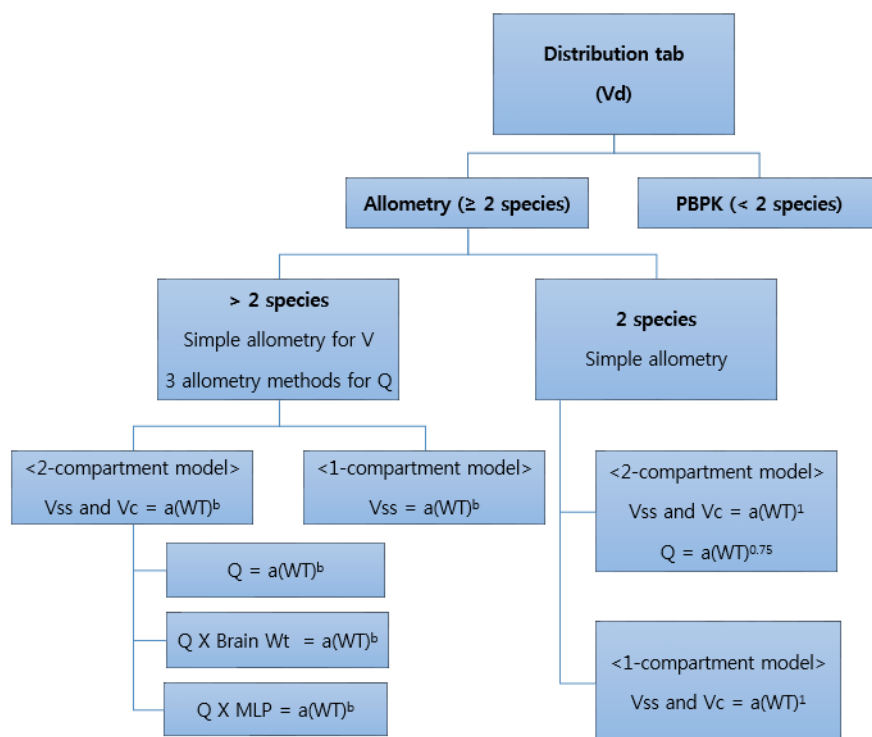 Distribution tab
(Vd)
Allometry (≥ 2 species)
PBPK (< 2 species)
> 2 species
Simple allometry for V
3 allometry methods for Q
2 species
Simple allometry
<2-compartment model>
Vss and Vc = a(WT)ᵇ
<1-compartment model>
Vss = a(WT)ᵇ
Q = a(WT)ᵇ
Q X Brain Wt = a(WT)ᵇ
Q X MLP = a(WT)ᵇ
<2-compartment model>
Vss and Vc = a(WT)¹
Q = a(WT)⁰·⁷⁵
<1-compartment model>
Vss and Vc = a(WT)¹